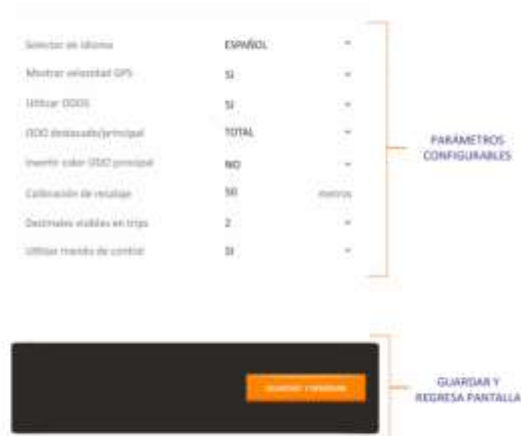 Selector de idioma ESPAÑOL
Mostrar velocidad GPS SI
Utilizar ODOS SI
ODO destacado/principal TOTAL
Invertir color ODO principal NO
Calibración de recalaje 50 metros
Decimales visibles en trips 2
Utilizar mando de control SI
PARÁMETROS
CONFIGURABLES
GUARDAR Y
REGRESA PANTALLA